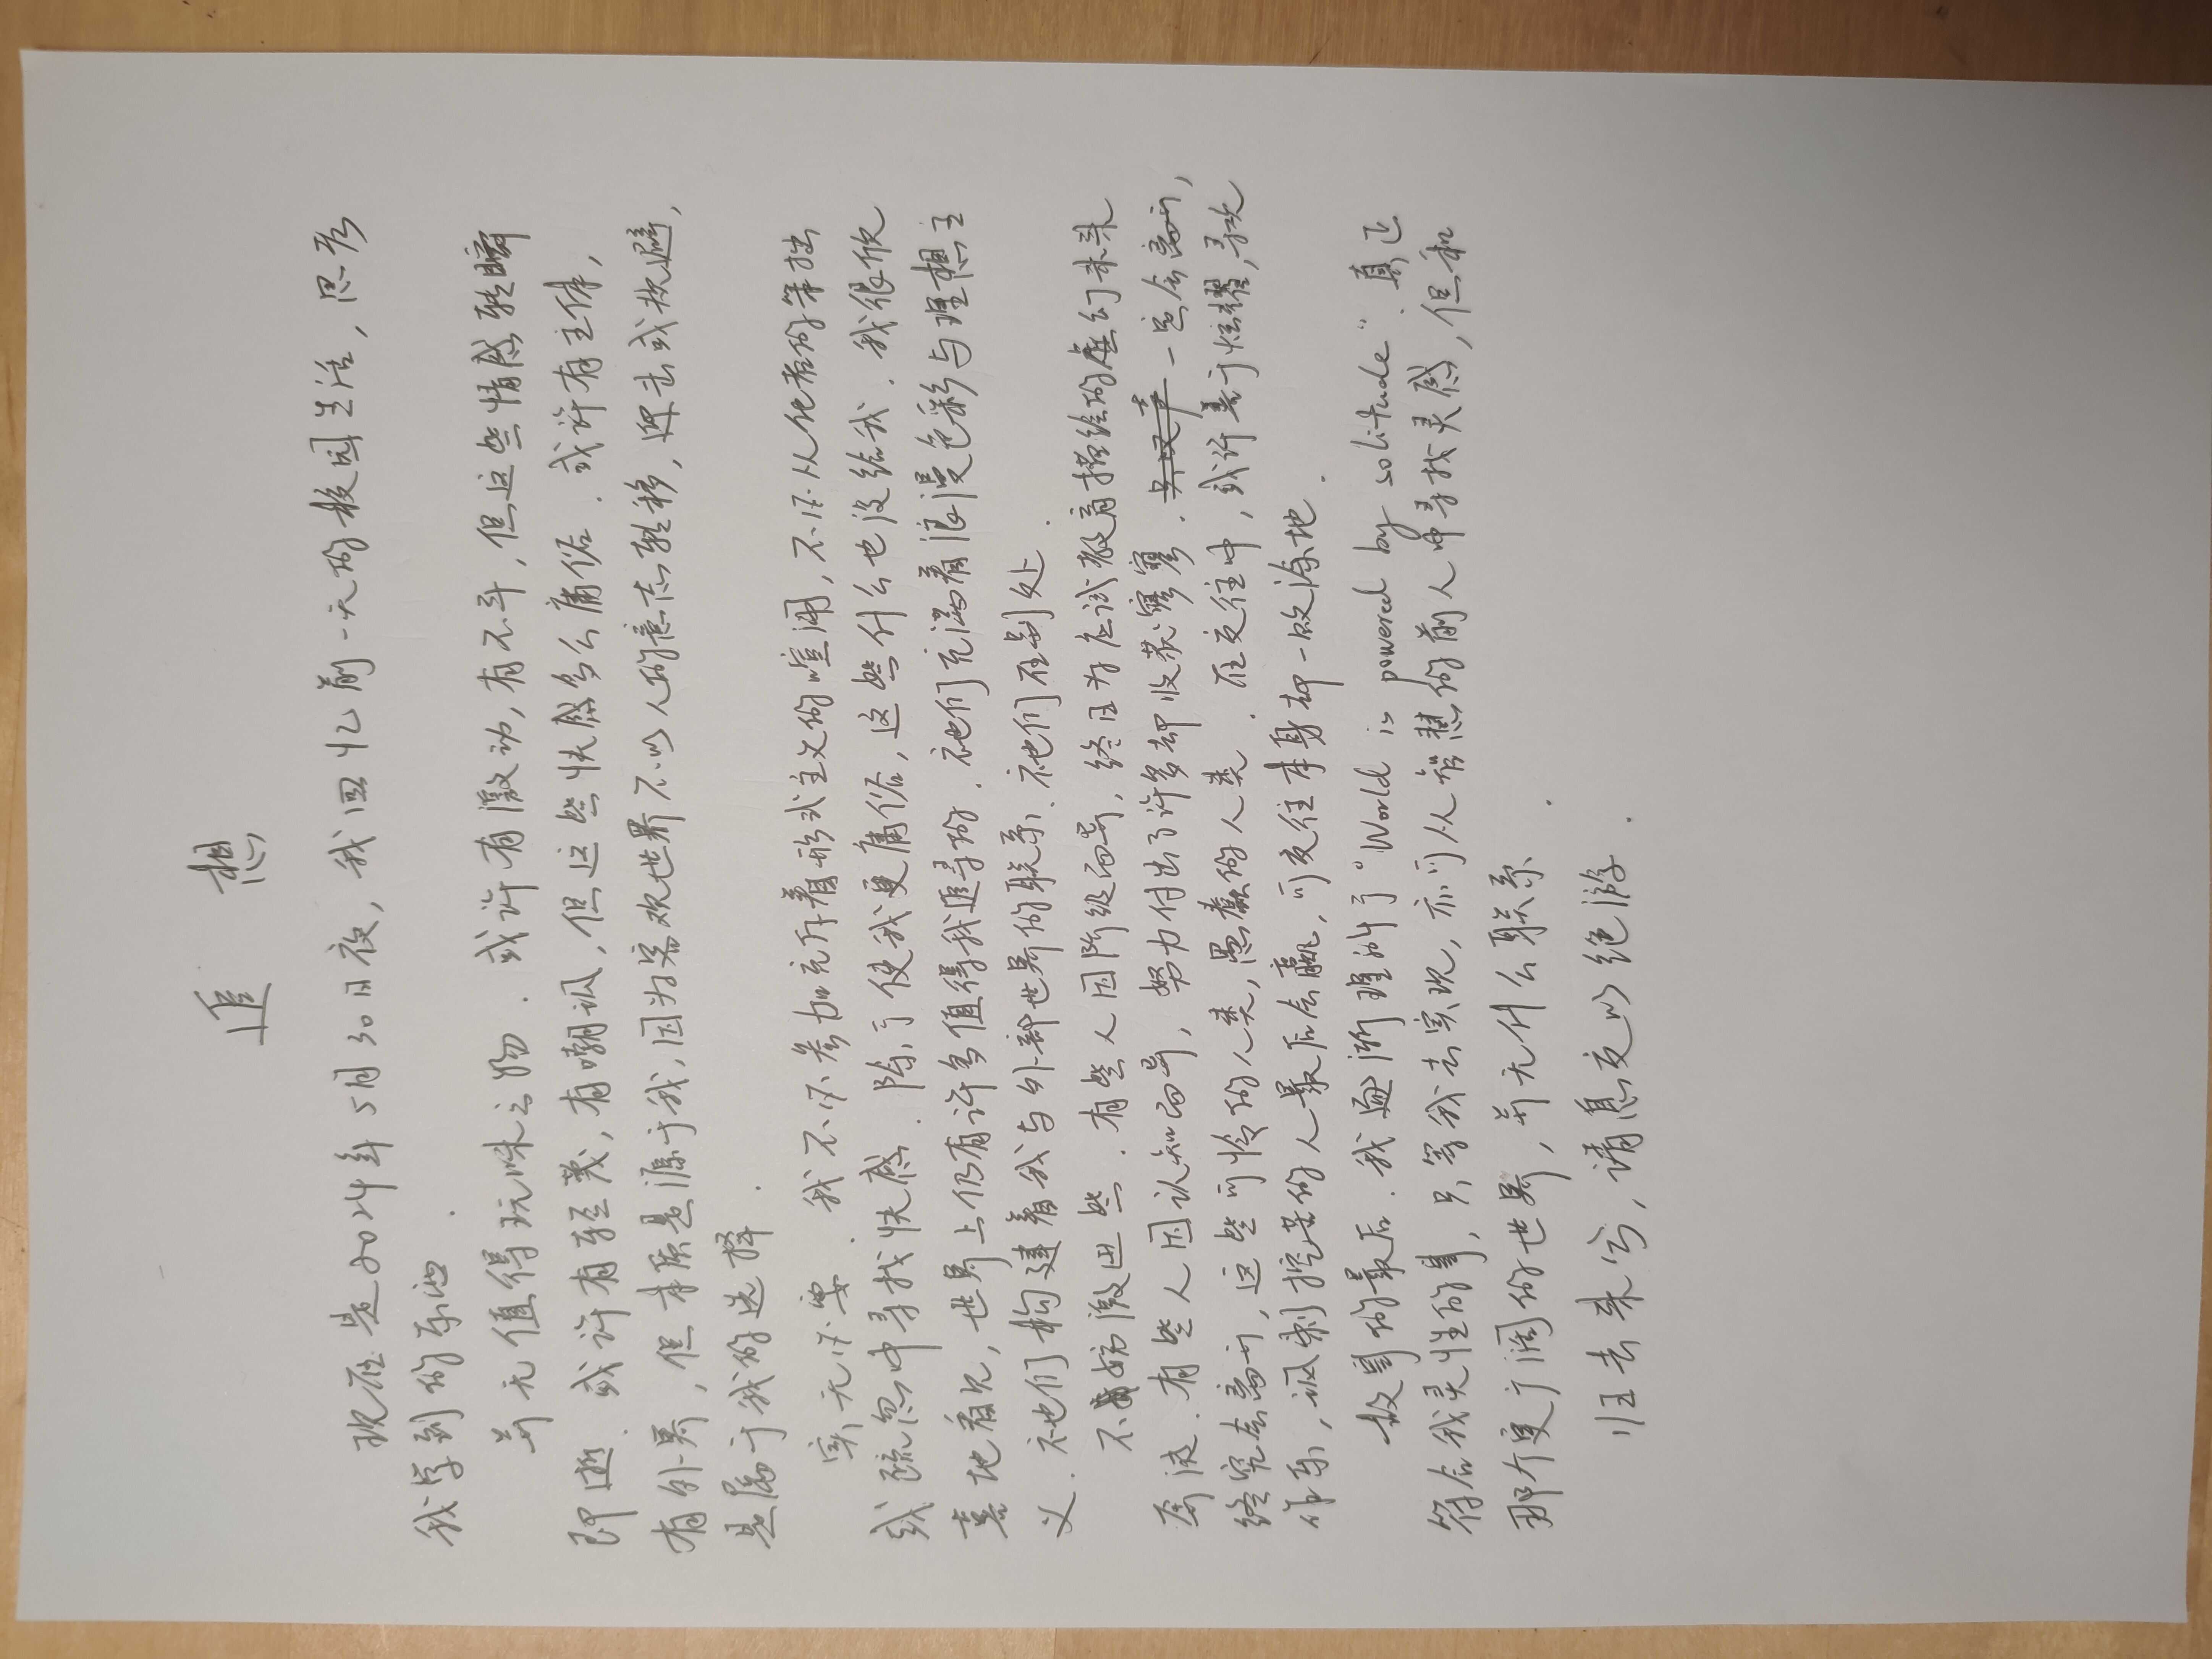 追 想
现在是2024年5月30日夜，我回忆前一天的校园生活，思考
我学到的东西．
并无值得玩味之物．或许有激动，有不平，但这些情感转瞬
即逝．或许有轻蔑，有嘲讽，但这些快感多么庸俗．或许有主体，
有外界，但本质是源于我，因为客观世界不以人的意志转移，迎击或规避，
是属于我的选择．
实无必要．我不必参加充斥着形式主义的喧闹，不必从他者的笨拙
或疏忽中寻找快感．除了使我更庸俗，这些什么也没给我．我很欣
喜地看见，世界上仍有许多值得我追寻的．祂们充满着浪漫色彩与理想主
义．祂们构建着我与外部世界的联系．祂们在别处．
不妨激进些．有些人因阶级而异，终日为应试教育描绘的虚幻未来
奔波．有些人因认知而异，努力付出了许多却收获寥寥．一定会离开，
终究会离开，这些可怜的人类，愚蠢的人类．在交往中，或许善于炫耀，寻欢
作乐，讽刺挖苦的人最后会赢，可交往本身却一败涂地．
故事的最后．我逐渐理解了“World is powered by solitude”．真正
符合我灵性的事，只等我去实现，亦可从智慧的前人中寻找灵感，但和
那个更广阔的世界，并无什么联系．
归去来兮，请息交以绝游．